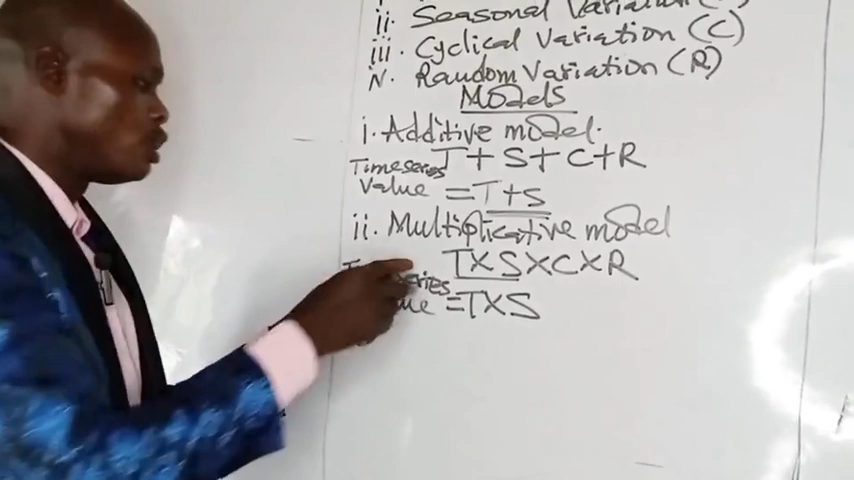 ii. Seasonal Variation
iii. Cyclical Variation (C)
iv. Random Variation (R)
Models
i. Additive model.
Timeseries T + S + C + R
Value = T + S
ii. Multiplicative model
T X S X C X R
= T X S